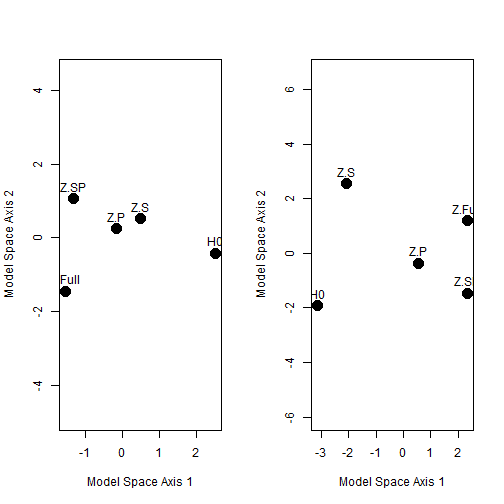 4
2
0
-2
-4
Model Space Axis 2
Z.SP
Z.P
Z.S
H0
Full
-1
0
1
2
Model Space Axis 1
6
4
2
0
-2
-4
-6
Model Space Axis 2
Z.S
Z.Fu
Z.P
Z.S
H0
-3
-2
-1
0
1
2
Model Space Axis 1